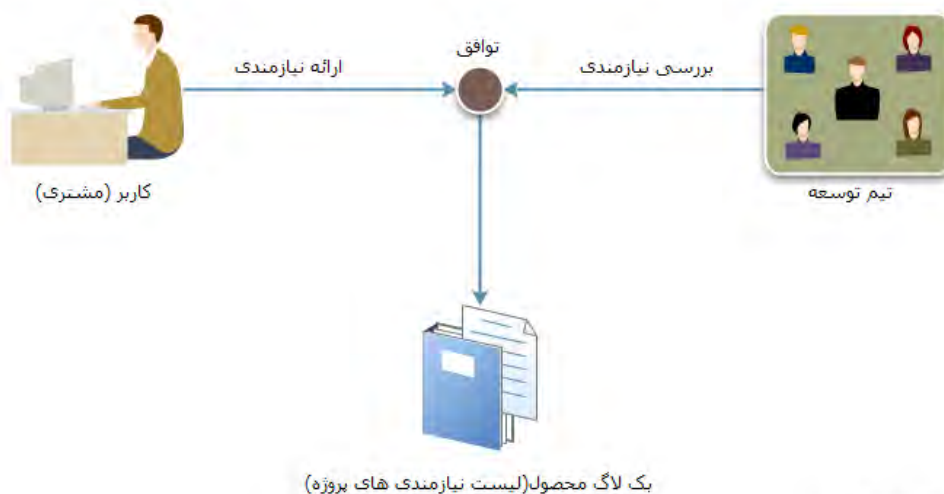 توافق
بررسی نیازمندی
ارائه نیازمندی
تیم توسعه
کاربر (مشتری)
بک لاگ محصول(لیست نیازمندی های پروژه)